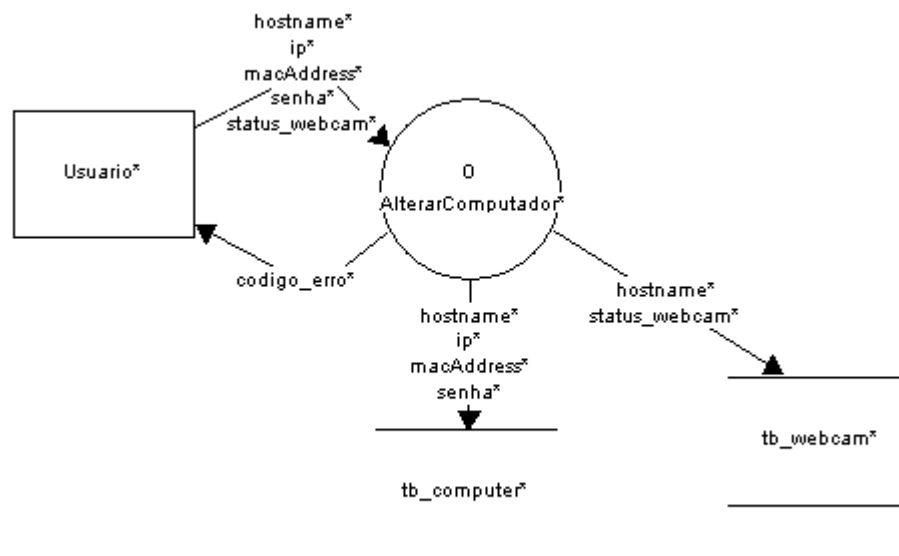 hostname*
ip*
macAddress*
senha*
status_webcam*
Usuario*
0
AlterarComputador*
codigo_erro*
hostname*
ip*
macAddress*
senha*
hostname*
status_webcam*
tb_webcam*
tb_computer*